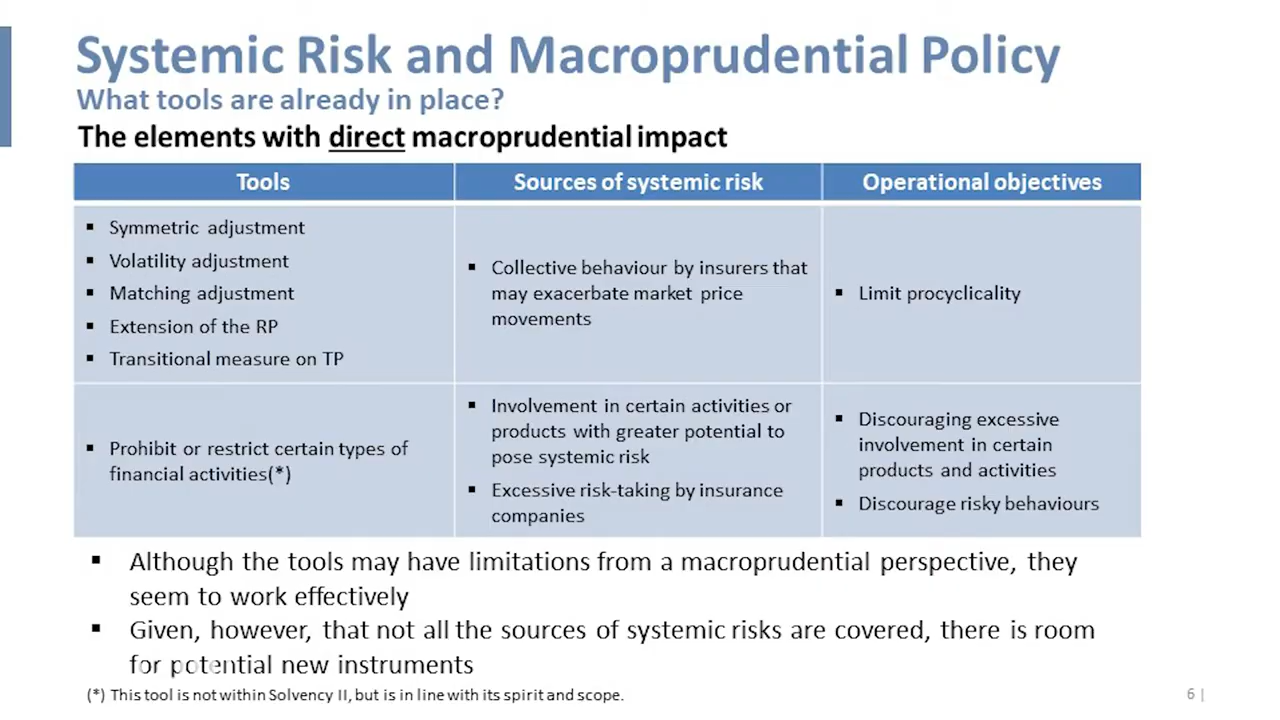 Systemic Risk and Macroprudential Policy
What tools are already in place?
The elements with direct macroprudential impact
Tools
Sources of systemic risk
Operational objectives
▪ Symmetric adjustment
▪ Volatility adjustment
▪ Matching adjustment
▪ Extension of the RP
▪ Transitional measure on TP
▪ Collective behaviour by insurers that
may exacerbate market price
movements
▪ Limit procyclicality
▪ Prohibit or restrict certain types of
financial activities(*)
▪ Involvement in certain activities or
products with greater potential to
pose systemic risk
▪ Excessive risk-taking by insurance
companies
▪ Discouraging excessive
involvement in certain
products and activities
▪ Discourage risky behaviours
▪ Although the tools may have limitations from a macroprudential perspective, they
seem to work effectively
▪ Given, however, that not all the sources of systemic risks are covered, there is room
for potential new instruments
(*) This tool is not within Solvency II, but is in line with its spirit and scope.
6 |